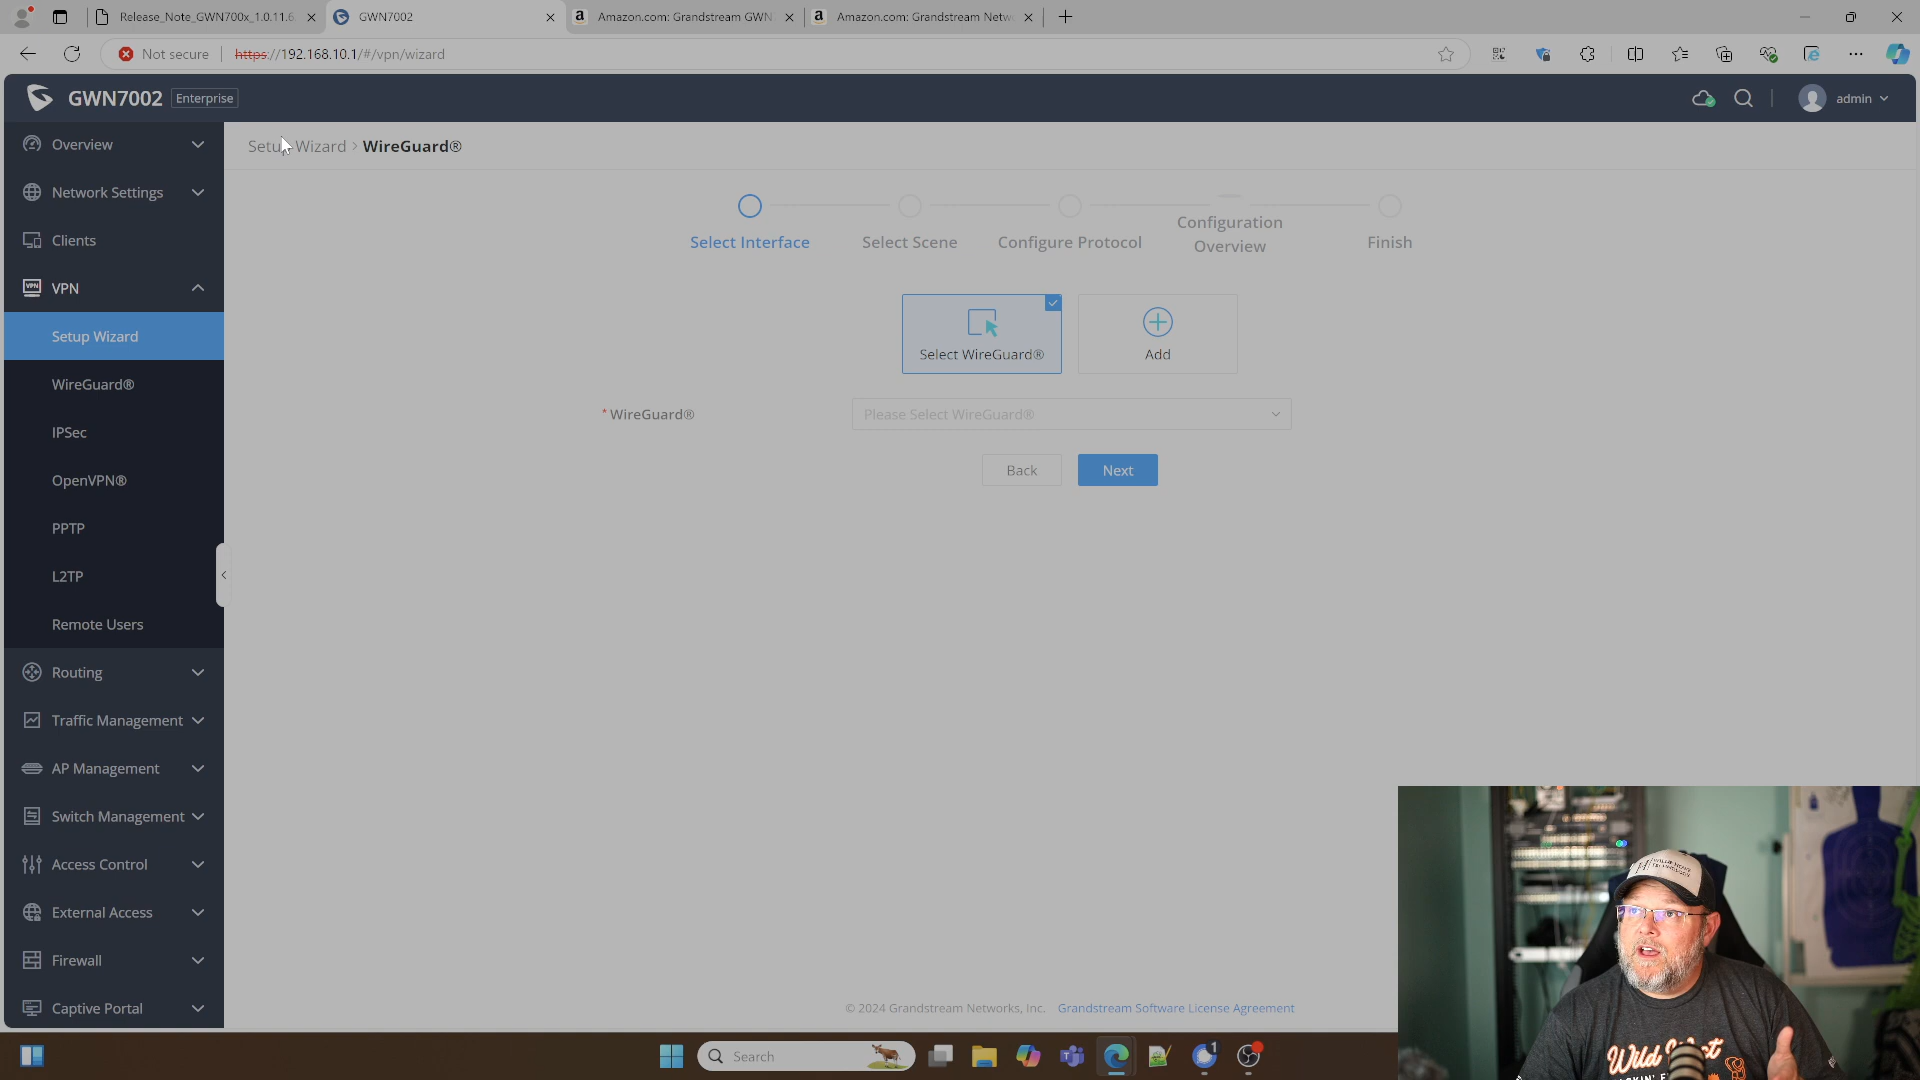 Release_Note_GWN700x_1.0.11.6
GWN7002
Amazon.com: Grandstream GWN
Amazon.com: Grandstream Netw
Not secure
https://192.168.10.1/#/vpn/wizard
GWN7002 Enterprise
admin
Overview
Network Settings
Clients
VPN
Setup Wizard
WireGuard®
IPSec
OpenVPN®
PPTP
L2TP
Remote Users
Routing
Traffic Management
AP Management
Switch Management
Access Control
External Access
Firewall
Captive Portal
Setup Wizard > WireGuard®
Select Interface
Select Scene
Configure Protocol
Configuration
Overview
Finish
Select WireGuard®
Add
* WireGuard®
Please Select WireGuard®
Back
Next
© 2024 Grandstream Networks, Inc. Grandstream Software License Agreement
Search
1
Wild West